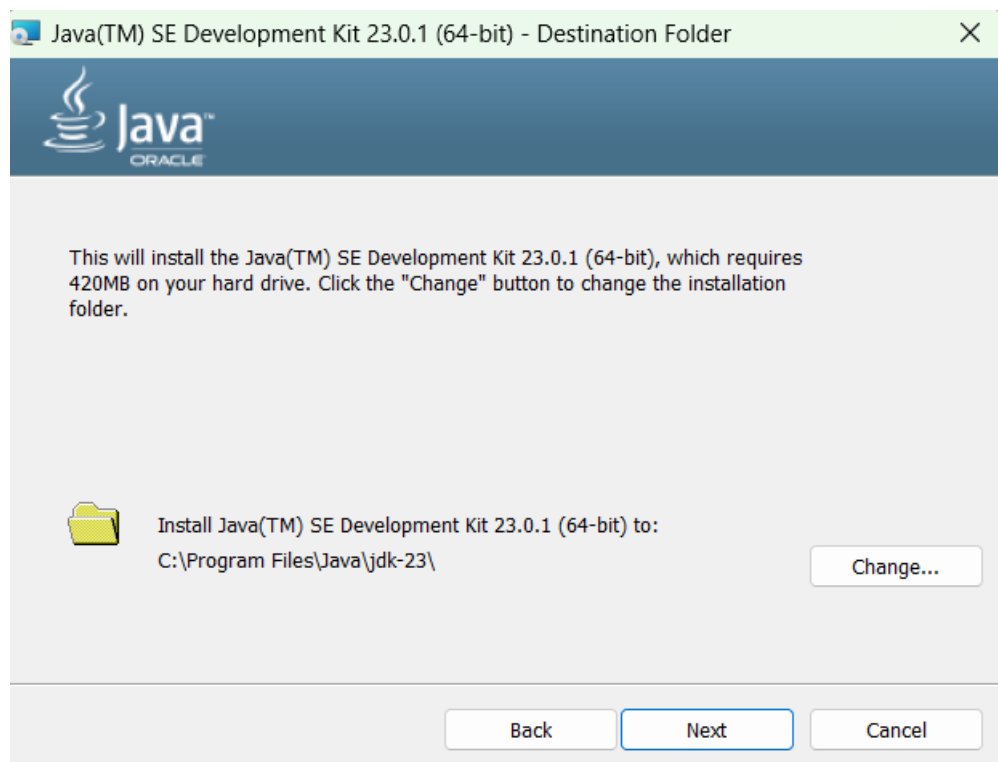 Java(TM) SE Development Kit 23.0.1 (64-bit) - Destination Folder
Java™
ORACLE
This will install the Java(TM) SE Development Kit 23.0.1 (64-bit), which requires
420MB on your hard drive. Click the "Change" button to change the installation
folder.
Install Java(TM) SE Development Kit 23.0.1 (64-bit) to:
C:\Program Files\Java\jdk-23\
Change...
Back
Next
Cancel